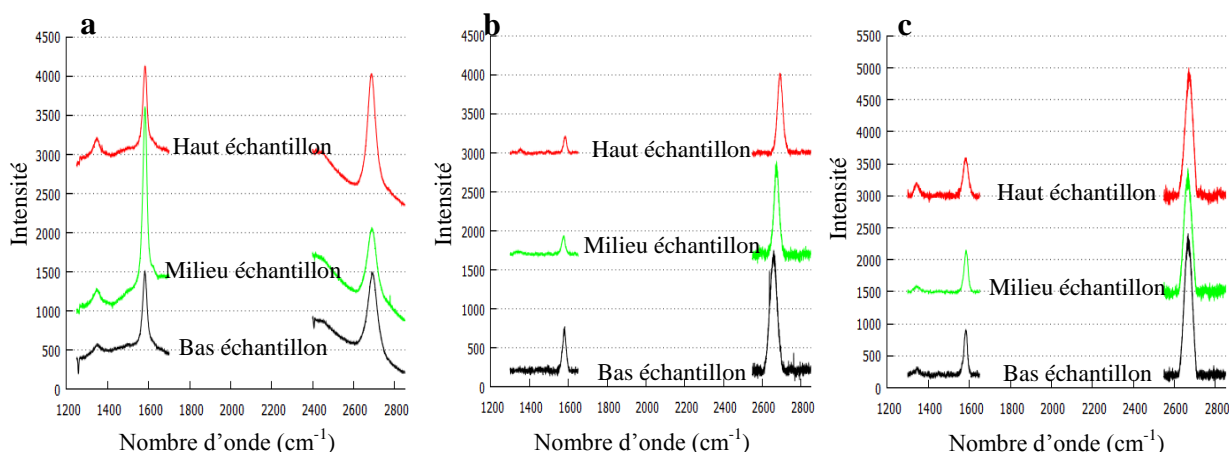 a
Intensité
4500
4000
3500
3000
2500
2000
1500
1000
500
0
Haut échantillon
Milieu échantillon
Bas échantillon
1200 1400 1600 1800 2000 2200 2400 2600 2800
Nombre d'onde (cm-1)
b
Intensité
4500
4000
3500
3000
2500
2000
1500
1000
500
0
Haut échantillon
Milieu échantillon
Bas échantillon
1200 1400 1600 1800 2000 2200 2400 2600 2800
Nombre d'onde (cm-1)
c
Intensité
5500
5000
4500
4000
3500
3000
2500
2000
1500
1000
500
0
Haut échantillon
Milieu échantillon
Bas échantillon
1200 1400 1600 1800 2000 2200 2400 2600 2800
Nombre d'onde (cm-1)